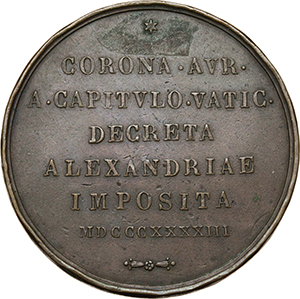 CORONA·AVR·
A·CAPITVLO·VATIC·
DECRETA
ALEXANDRIAE
IMPOSITA
MDCCCXXXXIII